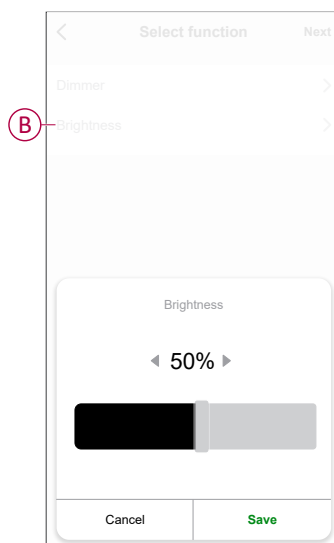 Select function Next
Dimmer
B Brightness
Brightness
50%
Cancel Save